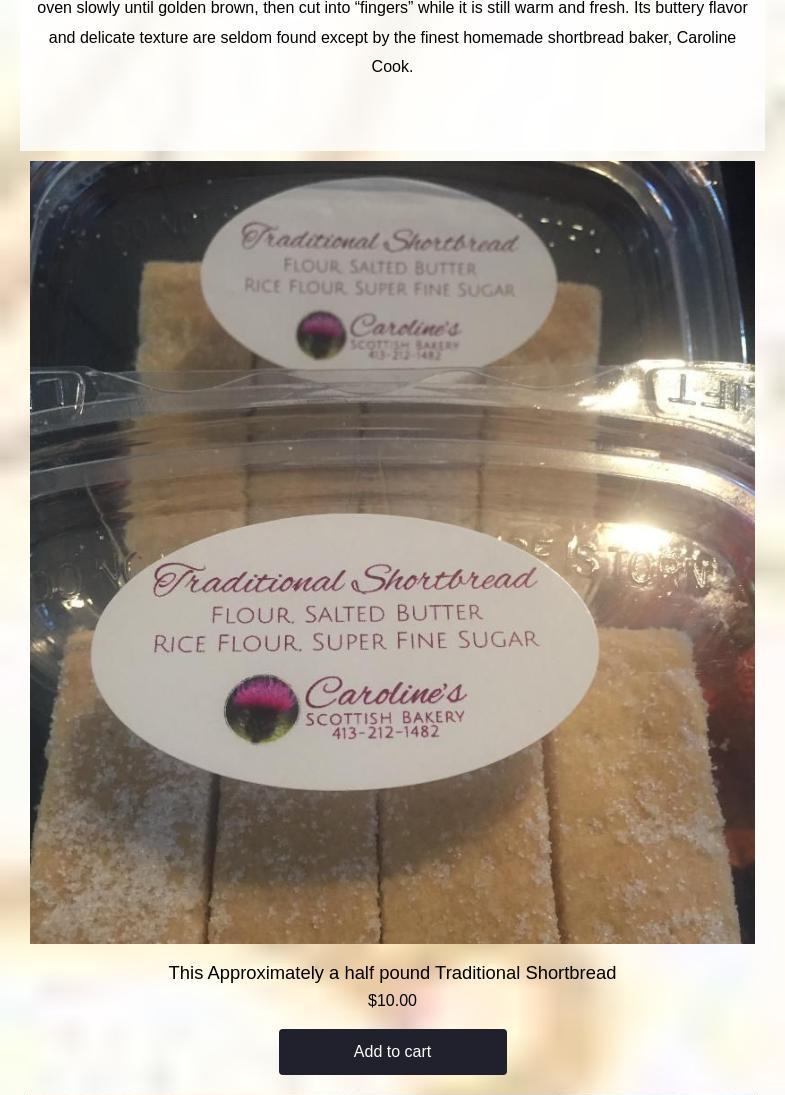 oven slowly until golden brown, then cut into “fingers” while it is still warm and fresh. Its buttery flavor
and delicate texture are seldom found except by the finest homemade shortbread baker, Caroline
Cook.
Traditional Shortbread
Flour, Salted Butter
Rice Flour, Super Fine Sugar
Caroline's
Scottish Bakery
413-212-1482
Traditional Shortbread
Flour, Salted Butter
Rice Flour, Super Fine Sugar
Caroline's
Scottish Bakery
413-212-1482
This Approximately a half pound Traditional Shortbread
$10.00
Add to cart